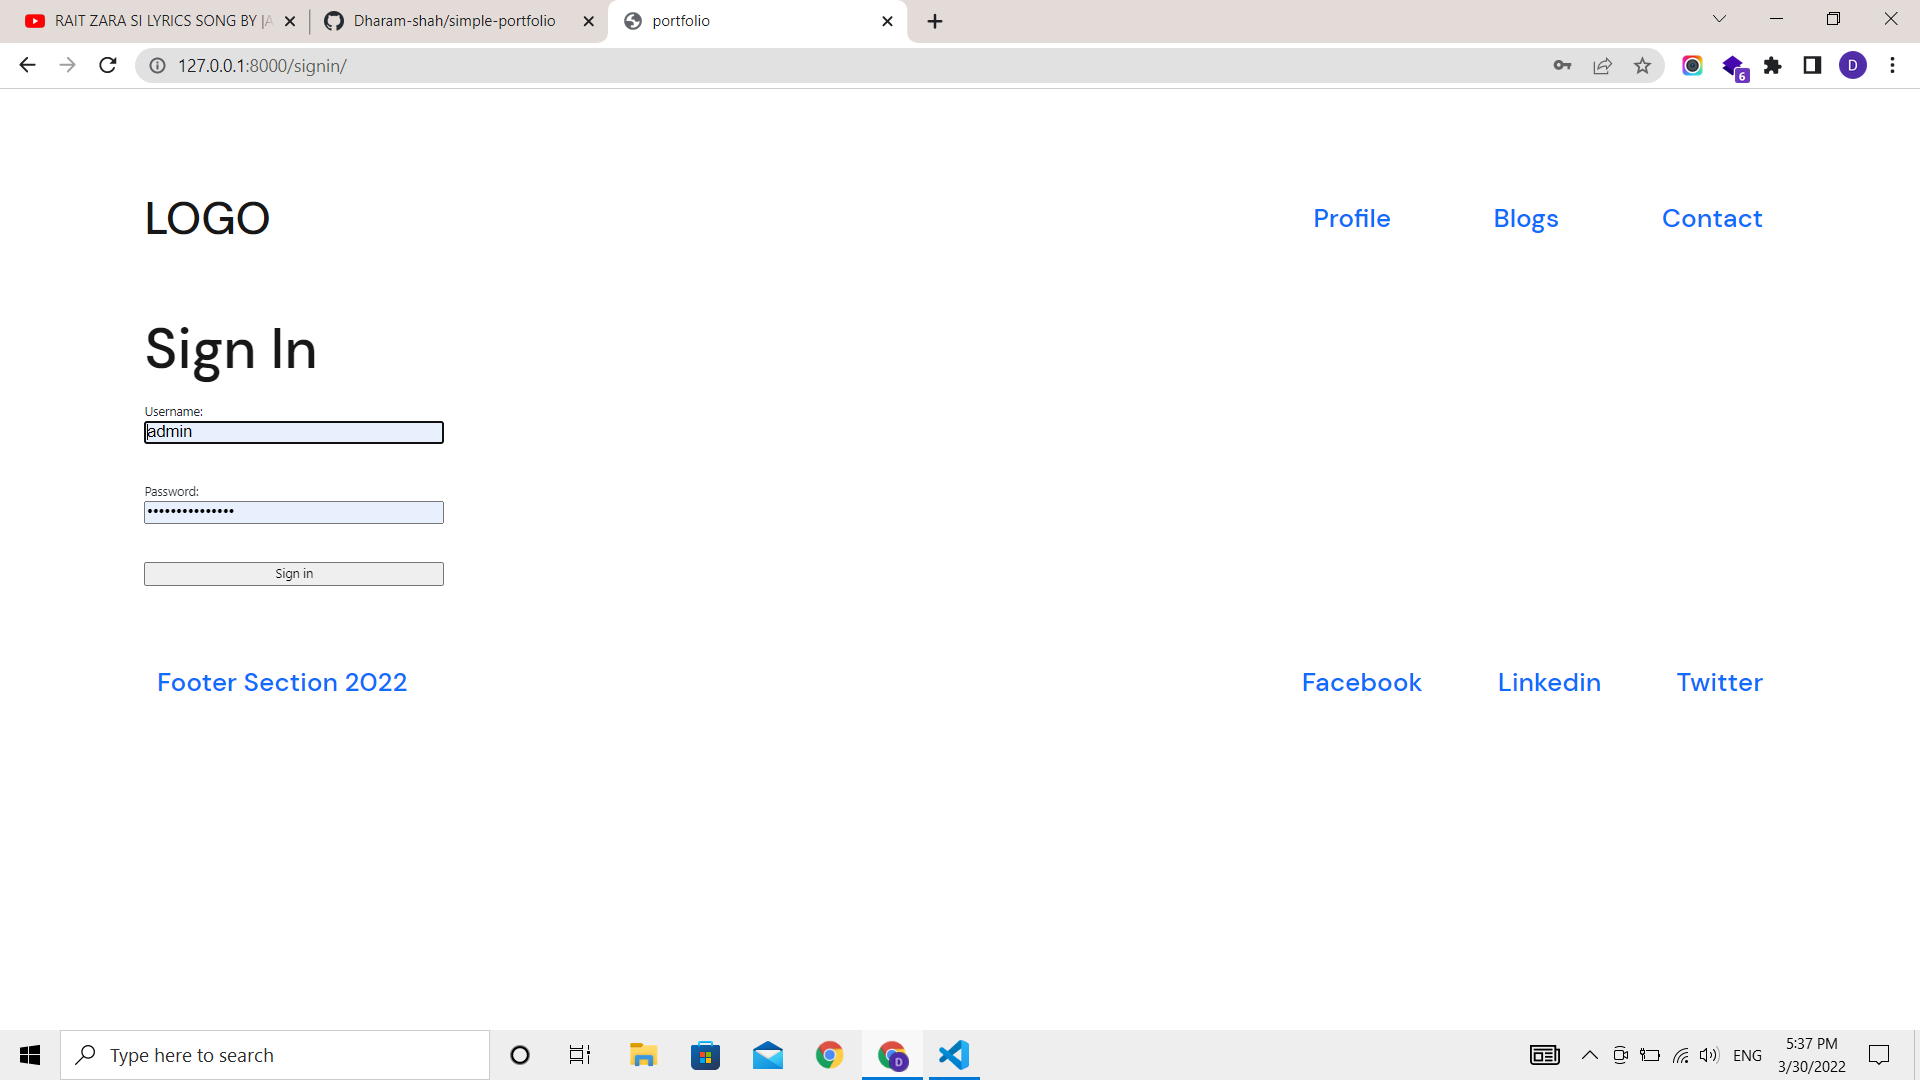 RAIT ZARA SI LYRICS SONG BY |A
Dharam-shah/simple-portfolio
portfolio
127.0.0.1:8000/signin/
6
D
LOGO
Profile
Blogs
Contact
Sign In
Username:
admin
Password:
•••••••••••••••
Sign in
Footer Section 2022
Facebook
Linkedin
Twitter
Type here to search
D
ENG
5:37 PM
3/30/2022